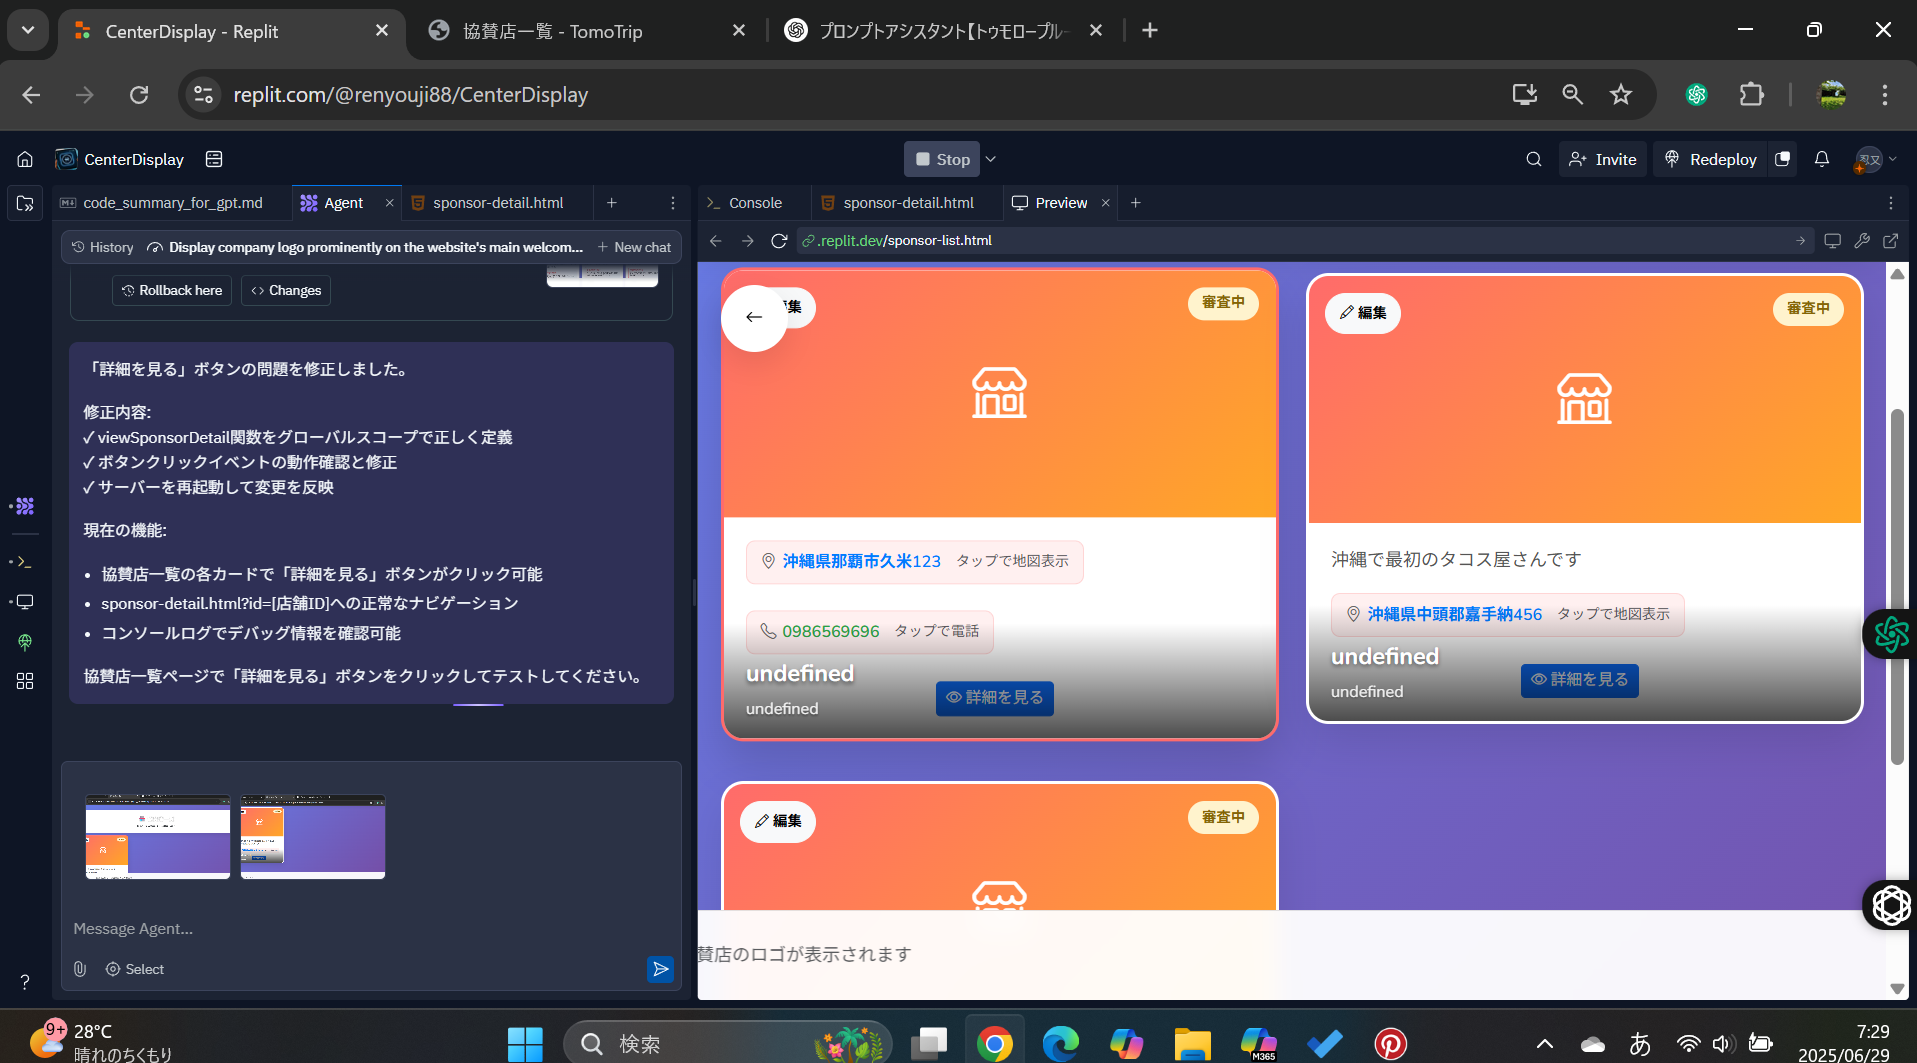 CenterDisplay - Replit
協賛店一覧 - TomoTrip
プロンプトアシスタント【トゥモロープルー
replit.com/@renyouji88/CenterDisplay
CenterDisplay
Stop
Invite
Redeploy
忍又
code_summary_for_gpt.md
Agent
sponsor-detail.html
Console
sponsor-detail.html
Preview
History
Display company logo prominently on the website's main welcom...
New chat
.replit.dev/sponsor-list.html
Rollback here
Changes
「詳細を見る」ボタンの問題を修正しました。
修正内容:
✓ viewSponsorDetail関数をグローバルスコープで正しく定義
✓ ボタンクリックイベントの動作確認と修正
✓ サーバーを再起動して変更を反映
現在の機能:
• 協賛店一覧の各カードで「詳細を見る」ボタンがクリック可能
• sponsor-detail.html?id=[店舗ID]への正常なナビゲーション
• コンソールログでデバッグ情報を確認可能
協賛店一覧ページで「詳細を見る」ボタンをクリックしてテストしてください。
Message Agent...
Select
?
集
審査中
沖縄県那覇市久米123 タップで地図表示
0986569696 タップで電話
undefined
undefined
詳細を見る
編集
審査中
沖縄で最初のタコス屋さんです
沖縄県中頭郡嘉手納456 タップで地図表示
undefined
undefined
詳細を見る
編集
審査中
賛店のロゴが表示されます
9+
28°C
晴れのちくもり
検索
M365
あ
7:29
2025/06/29